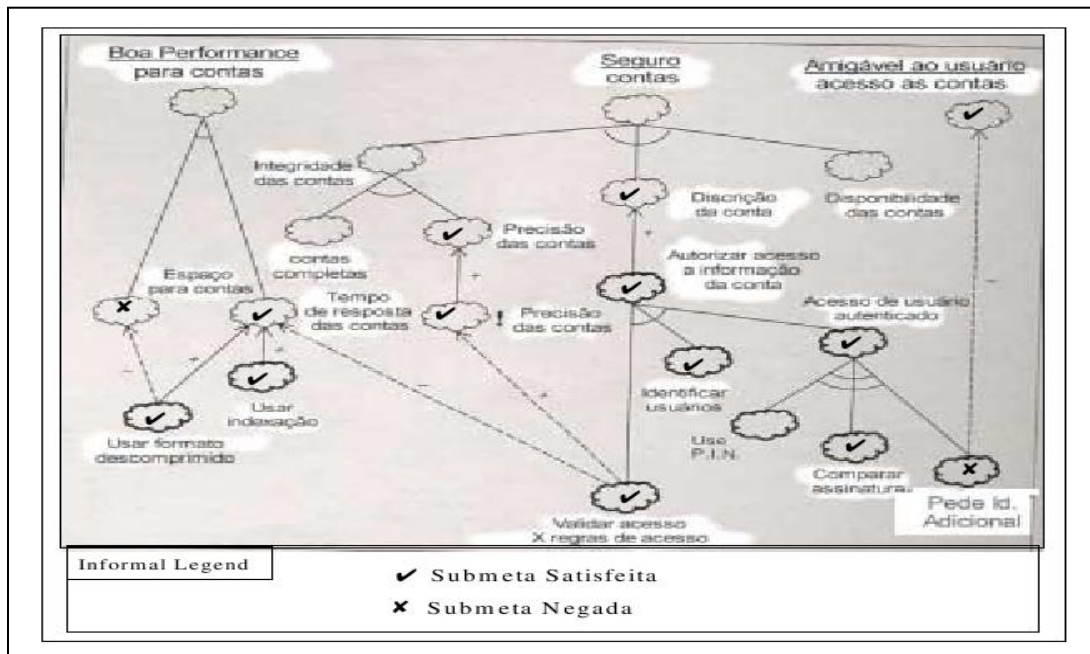 Boa Performance
para contas
Seguro
contas
Amigável ao usuário
acesso as contas
Integridade
das contas
contas
completas
Precisão
das contas
Discrição
da conta
Disponibilidade
das contas
Autorizar acesso
a informação
da conta
Espaço
para contas
Tempo
de resposta
das contas
! Precisão
das contas
Acesso de usuário
autenticado
Usar formato
descomprimido
Usar
indexação
Identificar
usuários
Use
P.I.N.
Comparar
assinaturas
Pede Id.
Adicional
Validar acesso
X regras de acesso
Informal Legend
✔ Submeta Satisfeita
✘ Submeta Negada